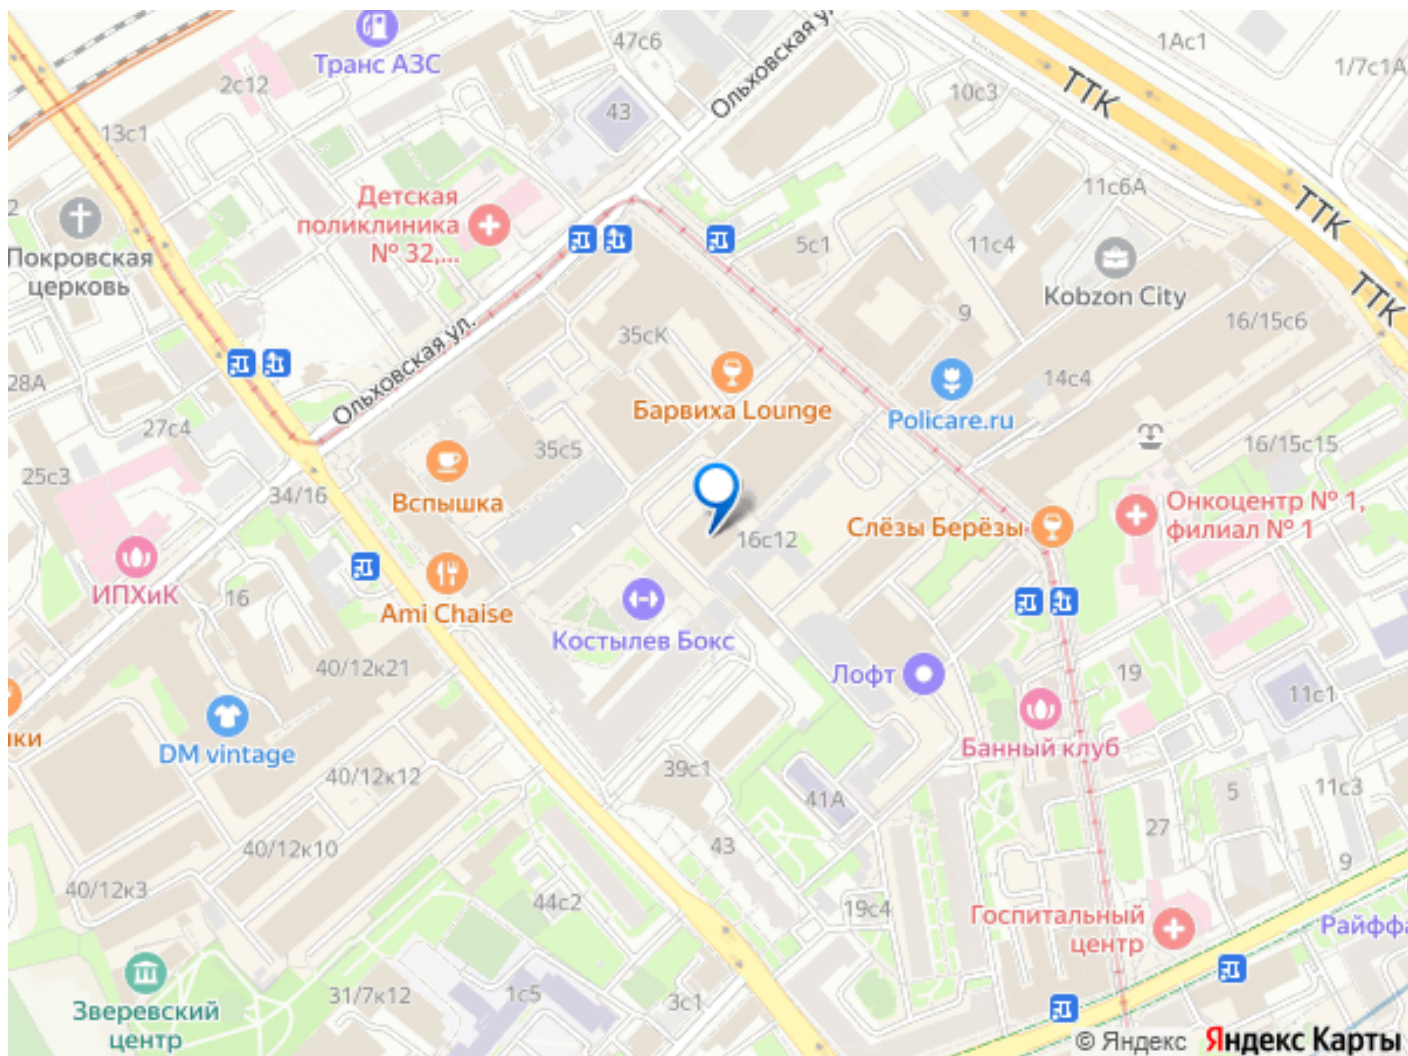 47с6
1Ас1
Транс АЗС
1/7с1А
2с12
Ольховская ул.
ТТК
10с3
43
13с1
Детская
поликлиника
№ 32,...
11с6А
ТТК
2
Покровская
церковь
5с1
11с4
Kobzon City
ТТК
9
16/15с6
35сК
Ольховская ул.
28А
14с4
Барвиха Lounge
Policare.ru
27с4
16/15с15
35с5
25с3
34/16
Вспышка
Онкоцентр № 1,
филиал № 1
Слёзы Берёзы
16с12
ИПХиК
16
Ami Chaise
Костылев Бокс
40/12к21
Лофт
19
11с1
ики
DM vintage
Банный клуб
40/12к12
39с1
41А
5
11с3
27
43
40/12к10
9
40/12к3
44с2
19с4
Госпитальный
центр
Райффа
31/7к12
1с5
3с1
Зверевский
центр
© Яндекс Яндекс Карты